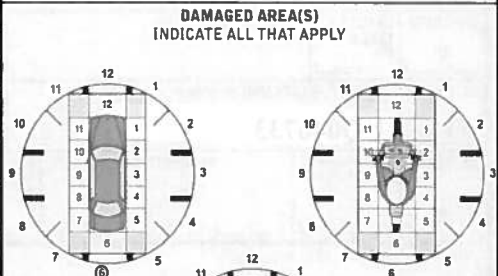 DAMAGED AREA(S)
INDICATE ALL THAT APPLY
12 12
11 1 11 1
12 12
10 11 1 2 10 11 1 2
10 2 10 2
9 9 3 3 9 9 3 3
8 4 8 4
8 7 5 4 8 7 5 4
6 6
7 5 7 5
6 12 6
11 1